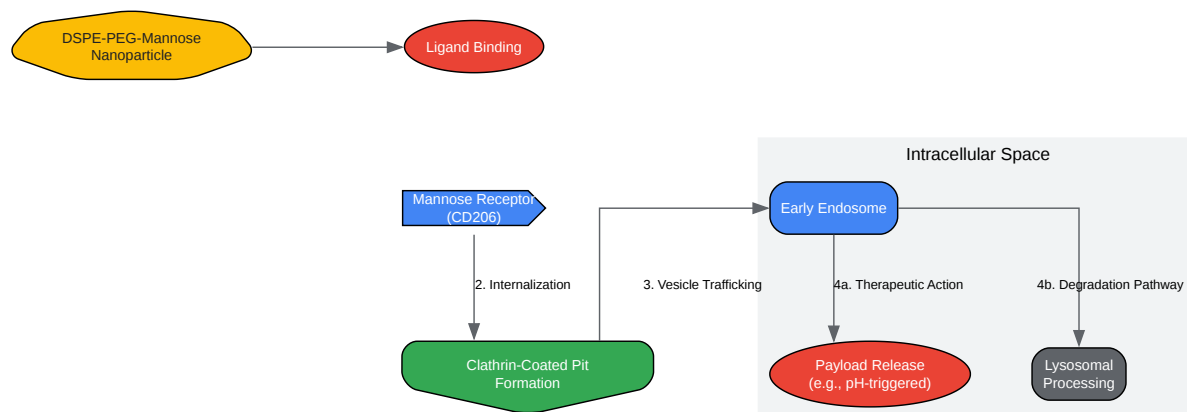 DSPE-PEG-Mannose
Nanoparticle
Ligand Binding
Intracellular Space
Mannose Receptor
(CD206)
Early Endosome
2. Internalization
3. Vesicle Trafficking
4a. Therapeutic Action
4b. Degradation Pathway
Clathrin-Coated Pit
Formation
Payload Release
(e.g., pH-triggered)
Lysosomal
Processing